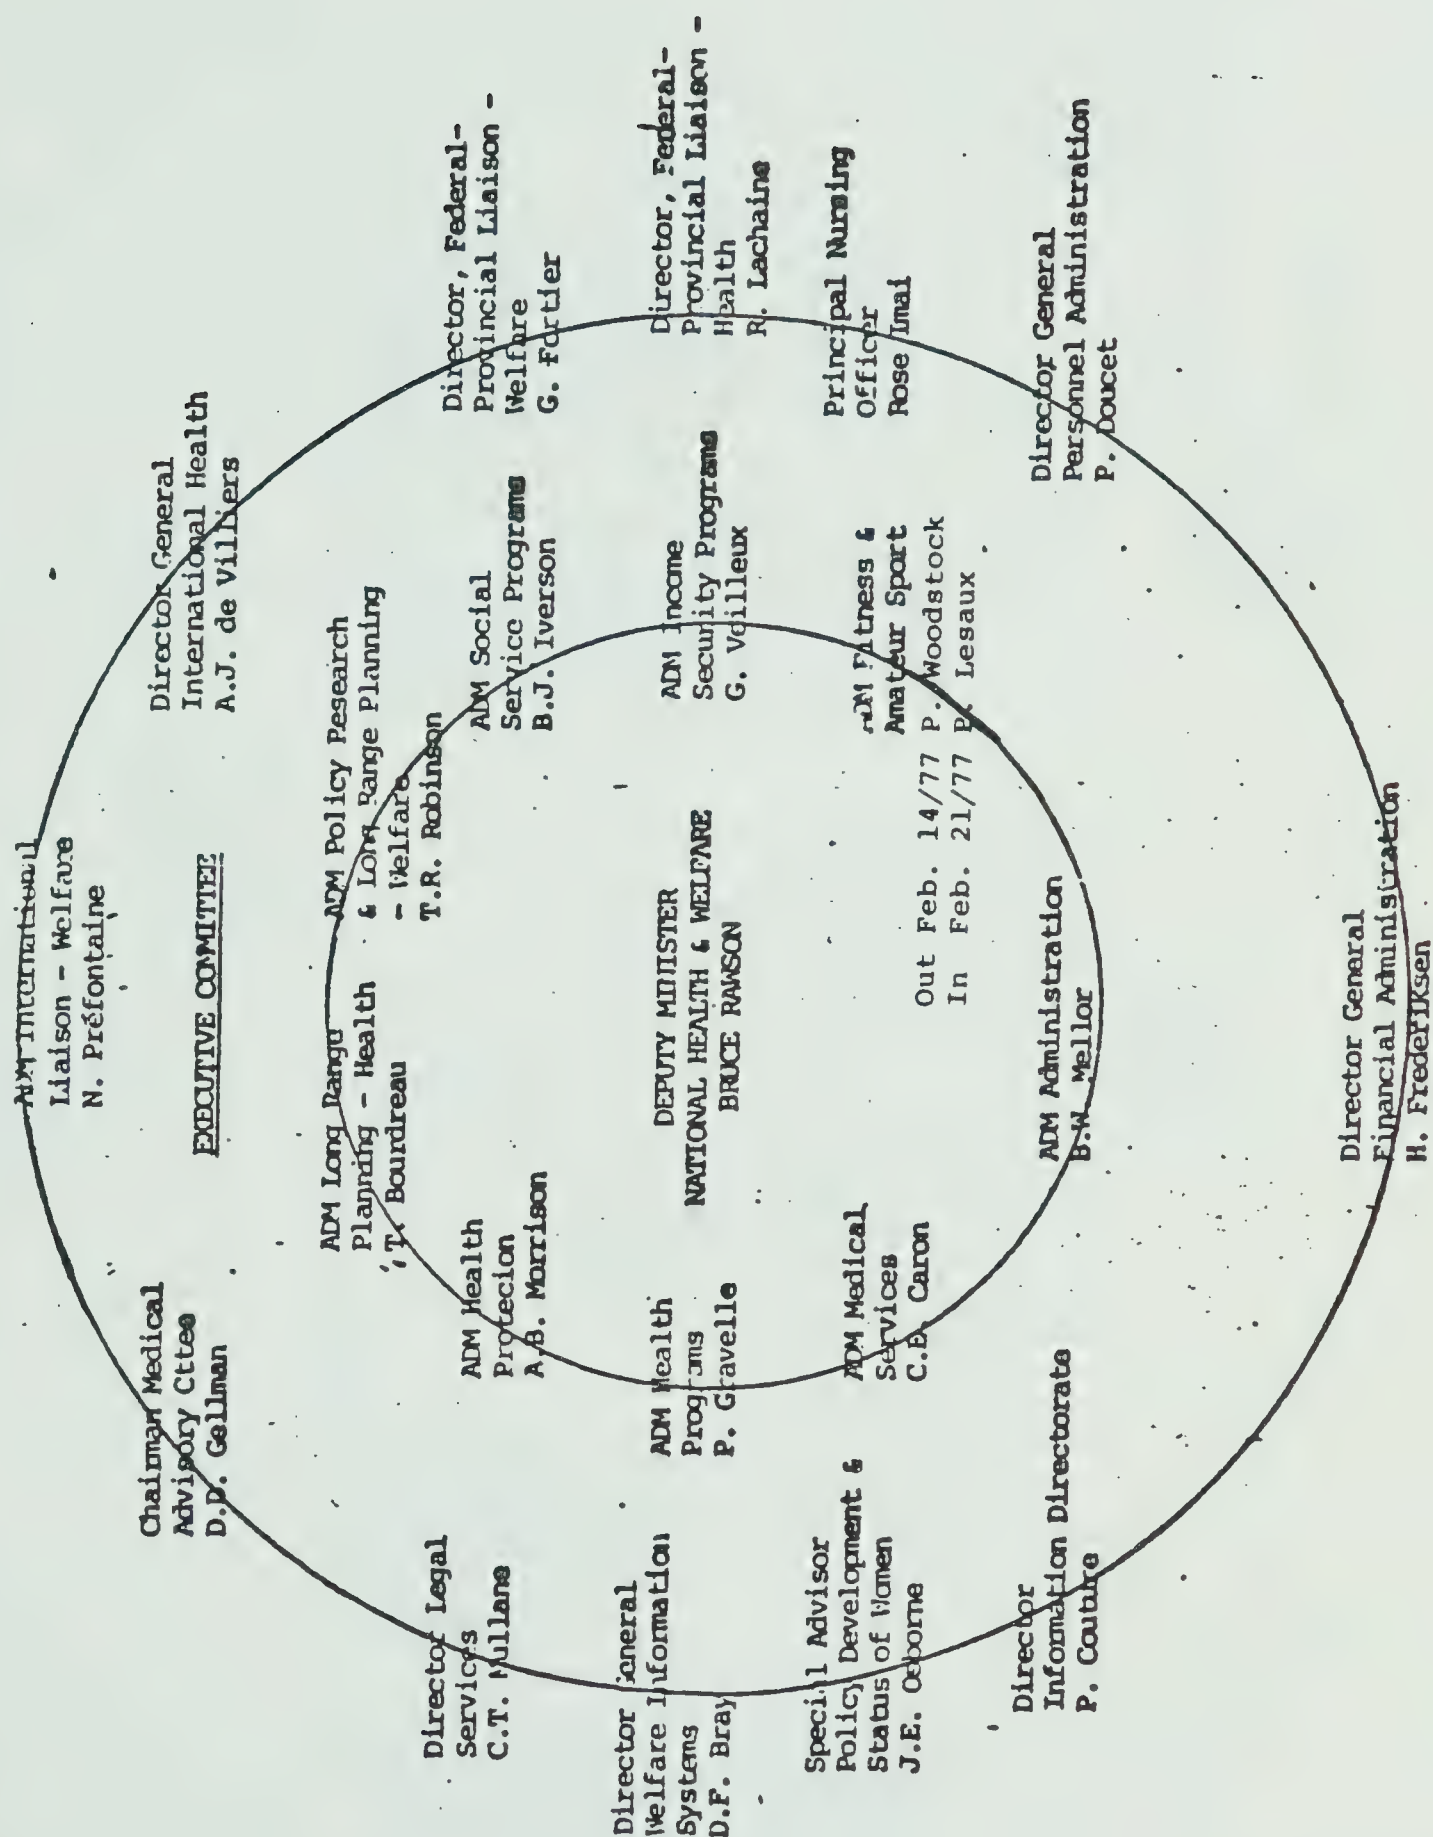 ADM International
Liaison - Welfare
N. Préfontaine
EXECUTIVE COMMITTEE
Chairman Medical
Advisory Cttee
D.D. Gellman
Director General
International Health
A.J. de Villiers
ADM Long Range
Planning - Health
T. Bourdreau
ADM Policy Research
& Long Range Planning
- Welfare
T.R. Robinson
Director Legal
Services
C.T. Mullane
ADM Health
Protecion
A.B. Morrison
ADM Social
Service Programs
B.J. Iverson
Director, Federal-
Provincial Liaison -
Welfare
G. Fortier
Director General
Welfare Information
Systems
D.F. Bray
ADM Health
Programs
P. Gravelle
DEPUTY MINISTER
NATIONAL HEALTH & WELFARE
BRUCE RAWSON
ADM Income
Security Programs
G. Veilleux
Director, Federal-
Provincial Liaison -
Health
R. Lachaine
Special Advisor
Policy Development &
Status of Women
J.E. Osborne
ADM Medical
Services
C.E. Caron
ADM Fitness &
Amateur Sport
Out Feb. 14/77 P. Woodstock
In Feb. 21/77 P. Lesaux
Principal Nursing
Officer
Rose Imai
Director
Information Directorate
P. Couture
ADM Administration
B.W. Mellor
Director General
Personnel Administration
P. Doucet
Director General
Financial Administration
H. Frederiksen